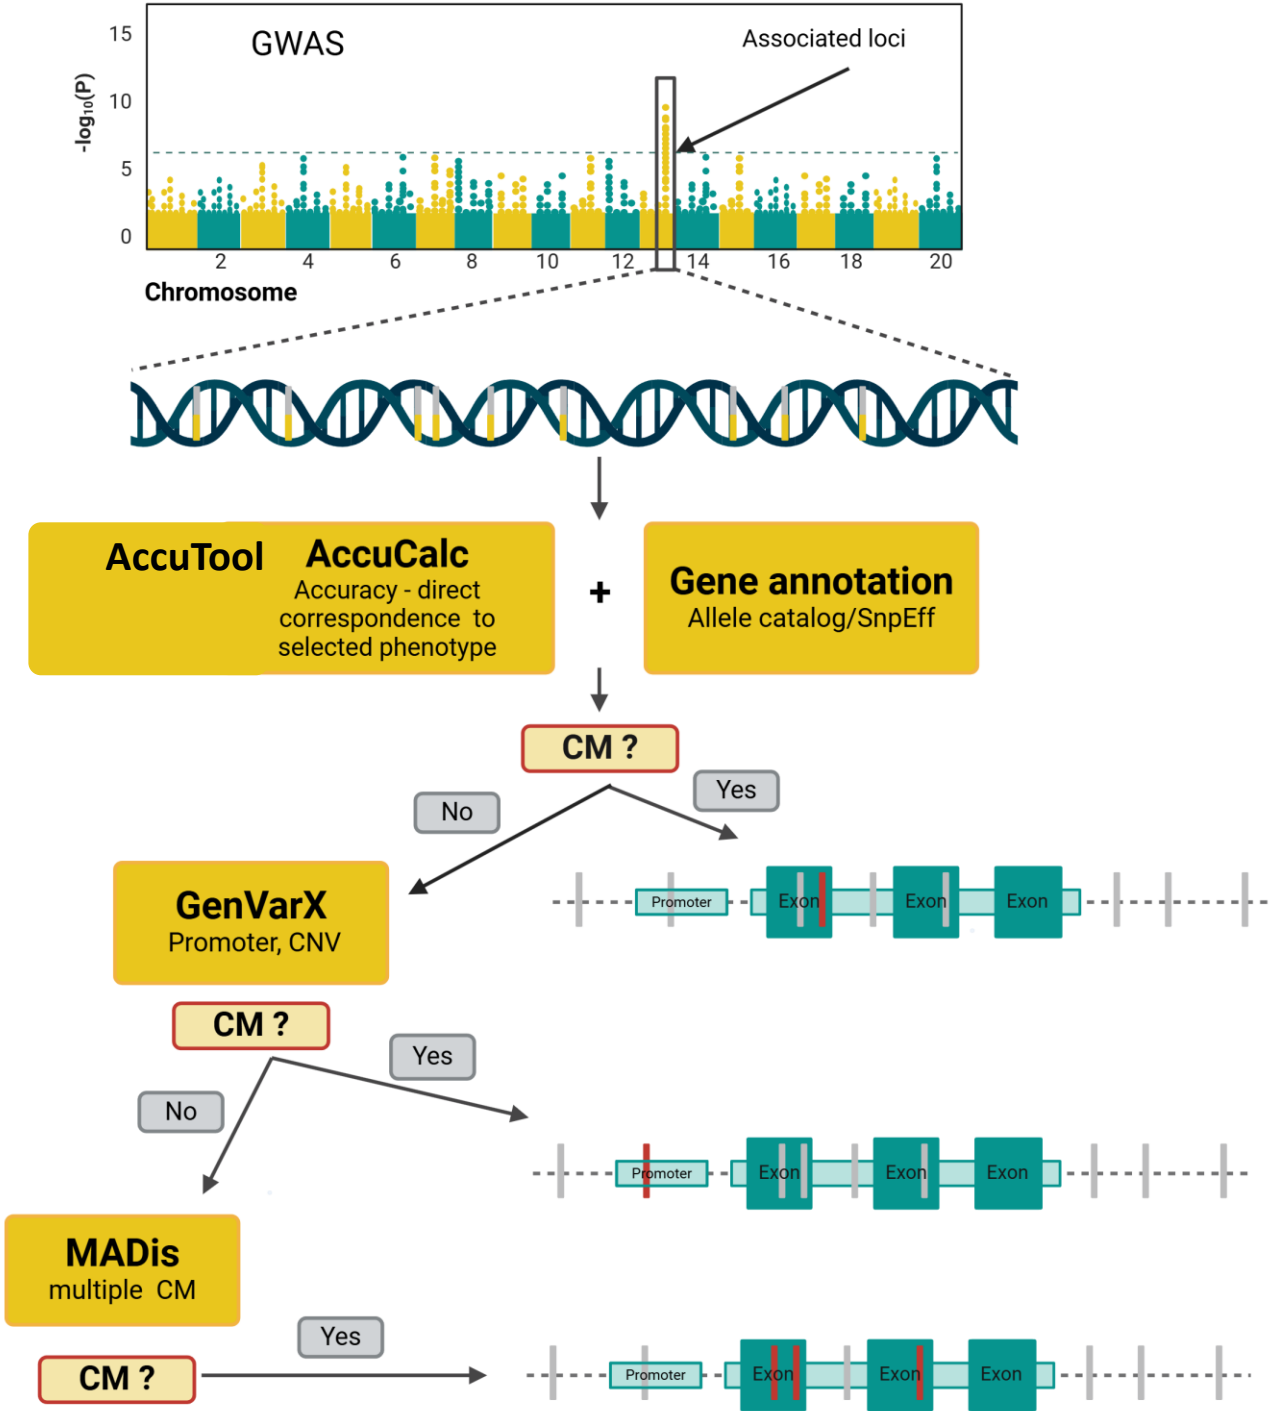 GWAS
Associated loci
15
10
5
0
-log₁₀(P)
2 4 6 8 10 12 14 16 18 20
Chromosome
AccuTool
AccuCalc
Accuracy - direct
correspondence to
selected phenotype
+
Gene annotation
Allele catalog/SnpEff
CM ?
No
Yes
GenVarX
Promoter, CNV
Promoter Exon Exon Exon
CM ?
Yes
No
Promoter Exon Exon Exon
MADis
multiple CM
Yes
CM ?
Promoter Exon Exon Exon